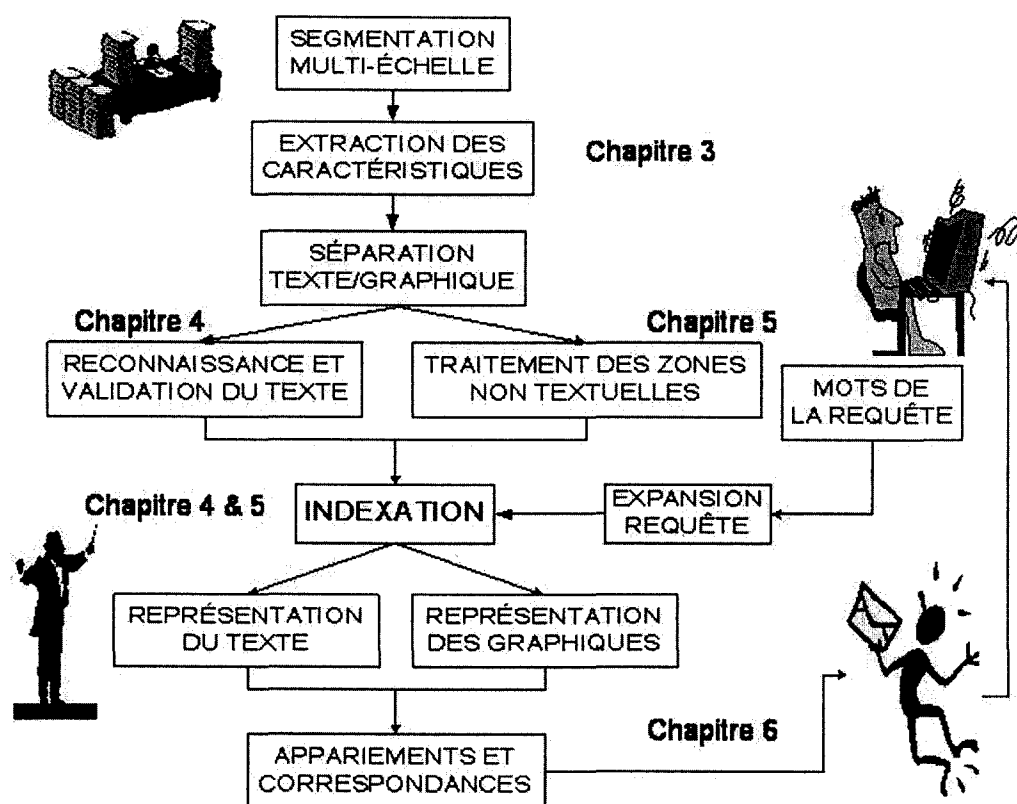 SEGMENTATION
MULTI-ÉCHELLE
EXTRACTION DES
CARACTÉRISTIQUES
Chapitre 3
SÉPARATION
TEXTE/GRAPHIQUE
Chapitre 4
Chapitre 5
RECONNAISSANCE ET
VALIDATION DU TEXTE
TRAITEMENT DES ZONES
NON TEXTUELLES
MOTS DE
LA REQUÊTE
Chapitre 4 & 5
INDEXATION
EXPANSION
REQUÊTE
REPRÉSENTATION
DU TEXTE
REPRÉSENTATION
DES GRAPHIQUES
Chapitre 6
APPARIEMENTS ET
CORRESPONDANCES